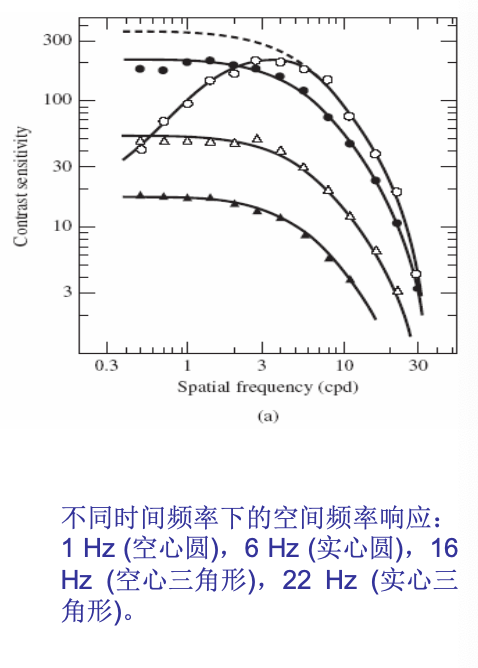 300
100
30
10
3
Contrast sensitivity
0.3 1 3 10 30
Spatial frequency (cpd)
(a)
不同时间频率下的空间频率响应：
1 Hz (空心圆)，6 Hz (实心圆)，16
Hz (空心三角形)，22 Hz (实心三
角形)。